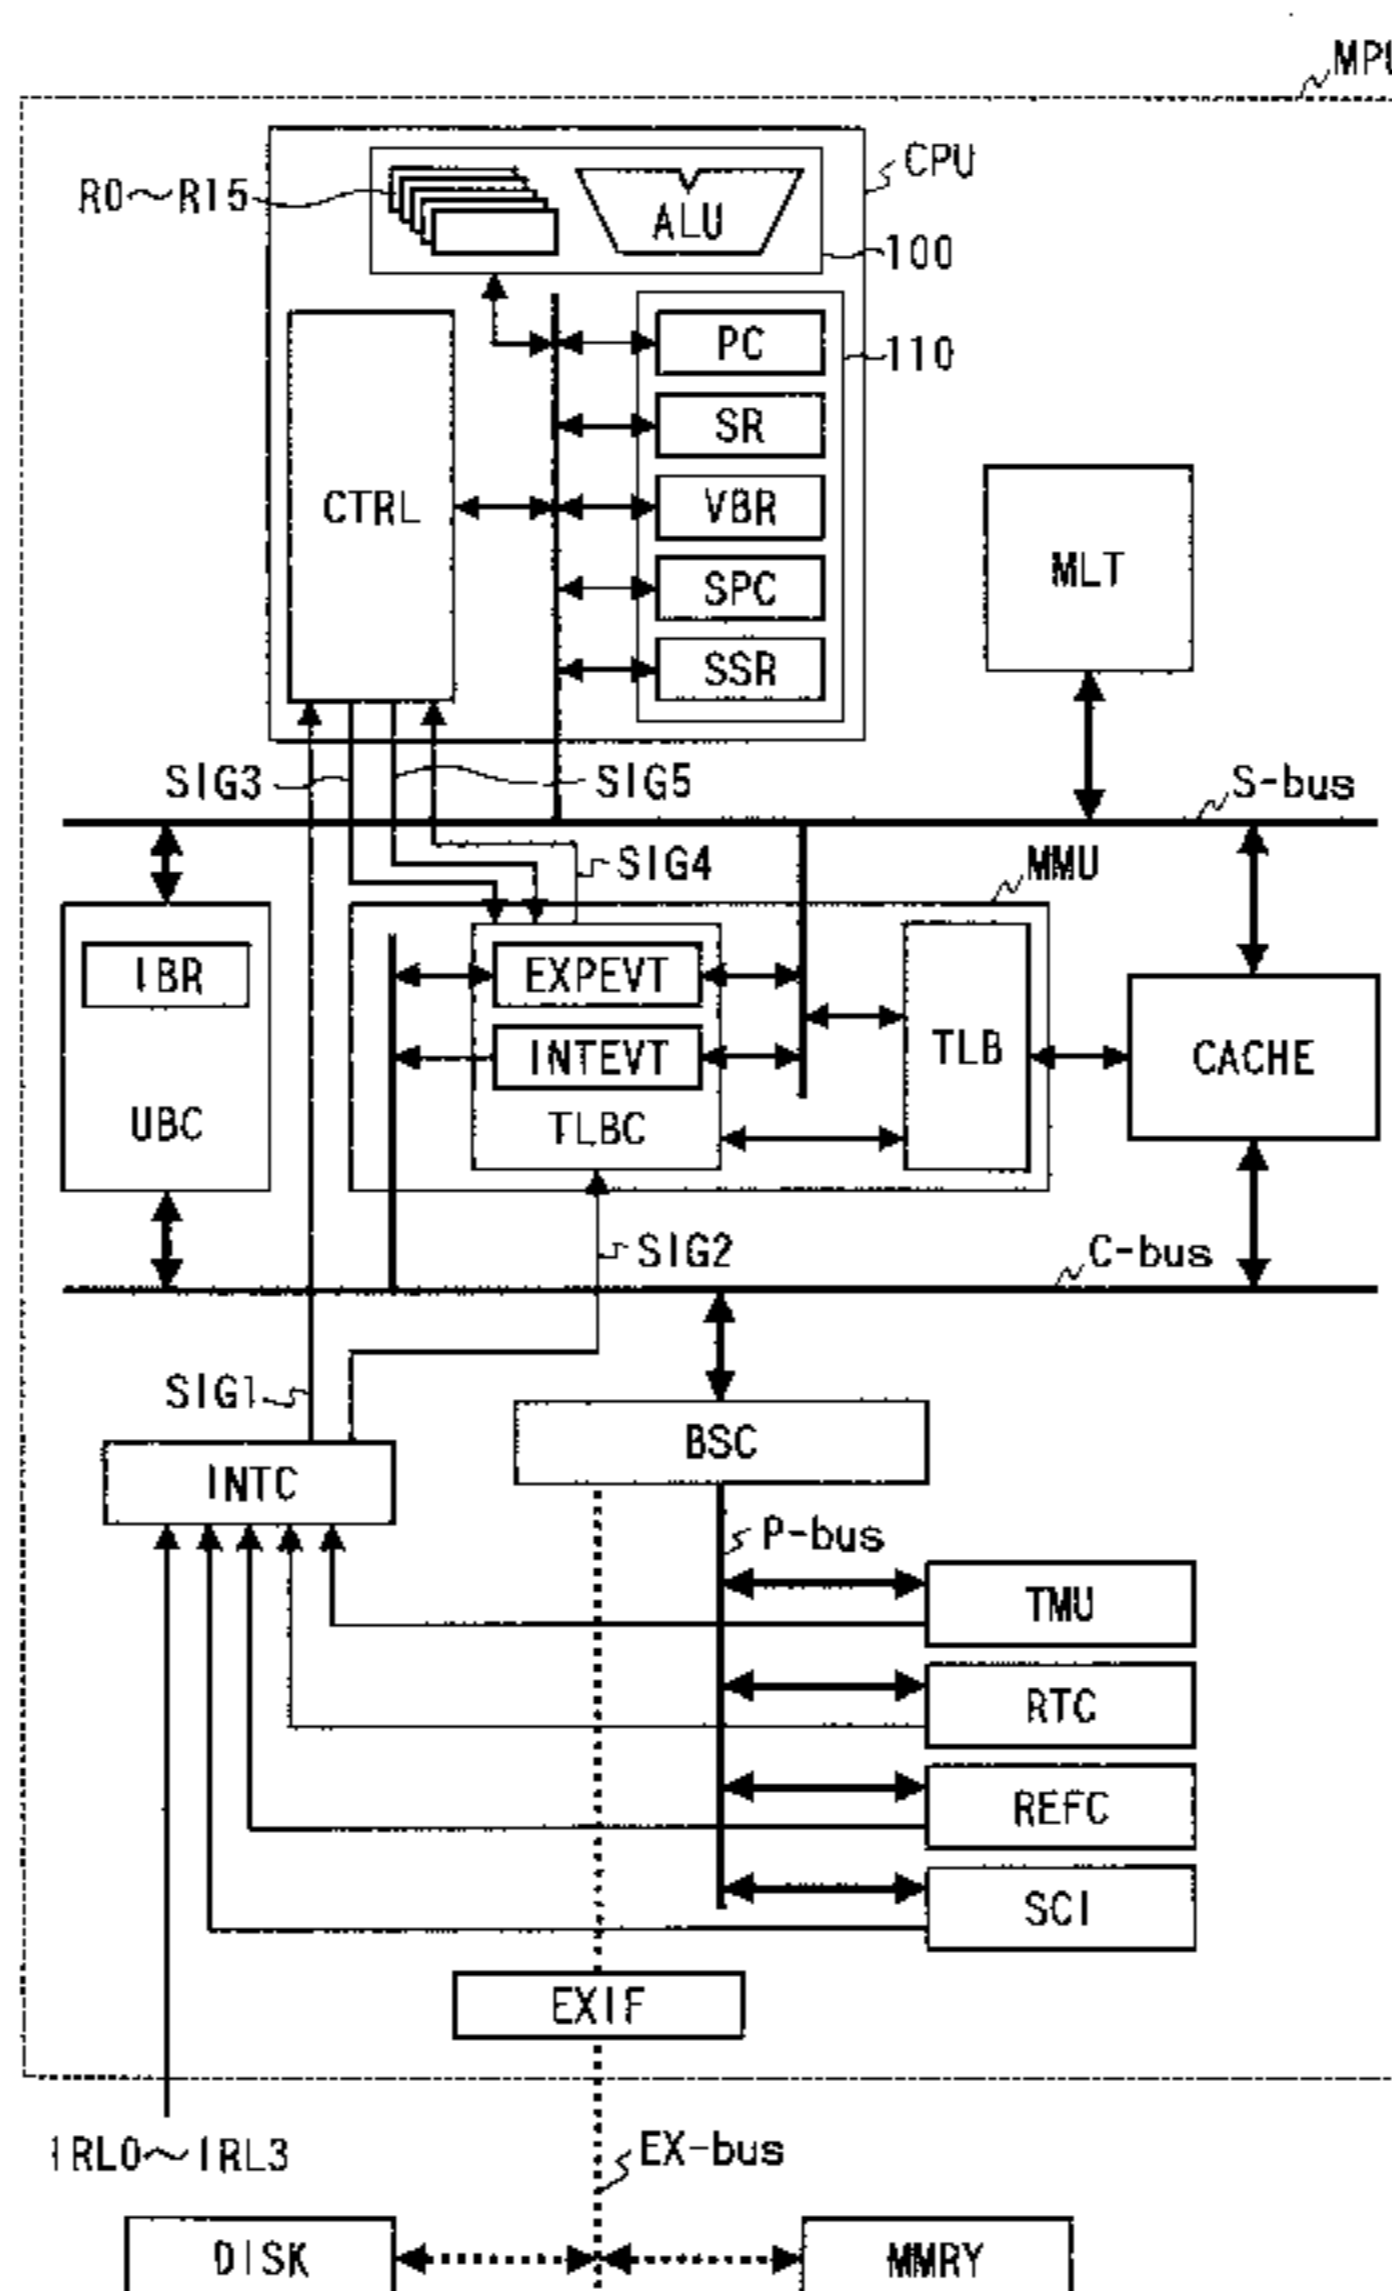 MPU
CPU
R0～R15
ALU
100
PC
110
SR
CTRL
VBR
MLT
SPC
SSR
SIG3
SIG5
S-bus
SIG4
MMU
IBR
EXPEVT
INTEVT
TLB
CACHE
UBC
TLBC
SIG2
C-bus
SIG1
BSC
INTC
P-bus
TMU
RTC
REFC
SCI
EXIF
IRL0～IRL3
EX-bus
DISK
MMRY